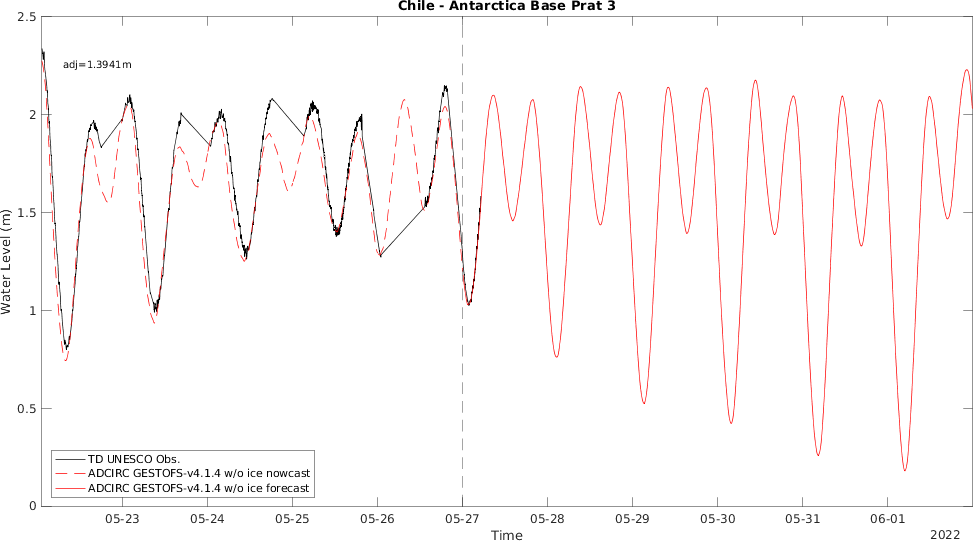 Chile - Antarctica Base Prat 3
2.5
adj=1.3941m
2
1.5
1
0.5
0
Water Level (m)
TD UNESCO Obs.
ADCIRC GESTOFS-v4.1.4 w/o ice nowcast
ADCIRC GESTOFS-v4.1.4 w/o ice forecast
05-23 05-24 05-25 05-26 05-27 05-28 05-29 05-30 05-31 06-01
Time
2022